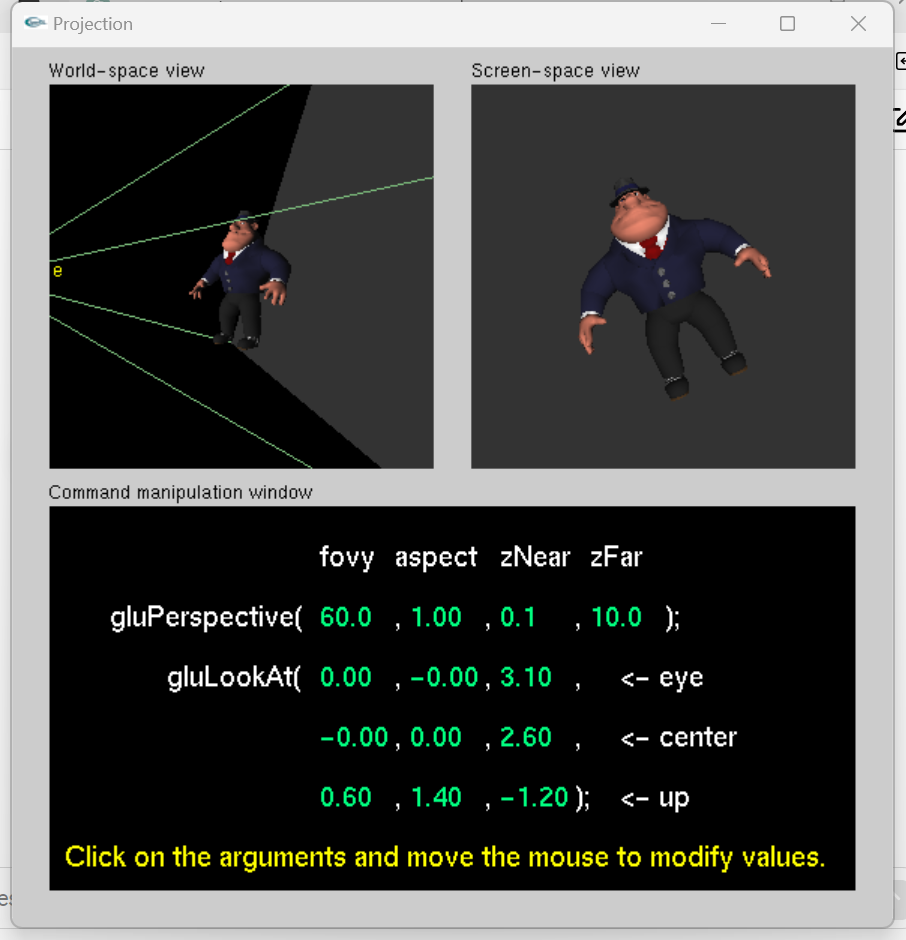 Projection
World-space view
Screen-space view
e
Command manipulation window
fovy aspect zNear zFar
gluPerspective( 60.0 , 1.00 , 0.1 , 10.0 );
gluLookAt( 0.00 , -0.00 , 3.10 , <- eye
-0.00 , 0.00 , 2.60 , <- center
0.60 , 1.40 , -1.20 ); <- up
Click on the arguments and move the mouse to modify values.